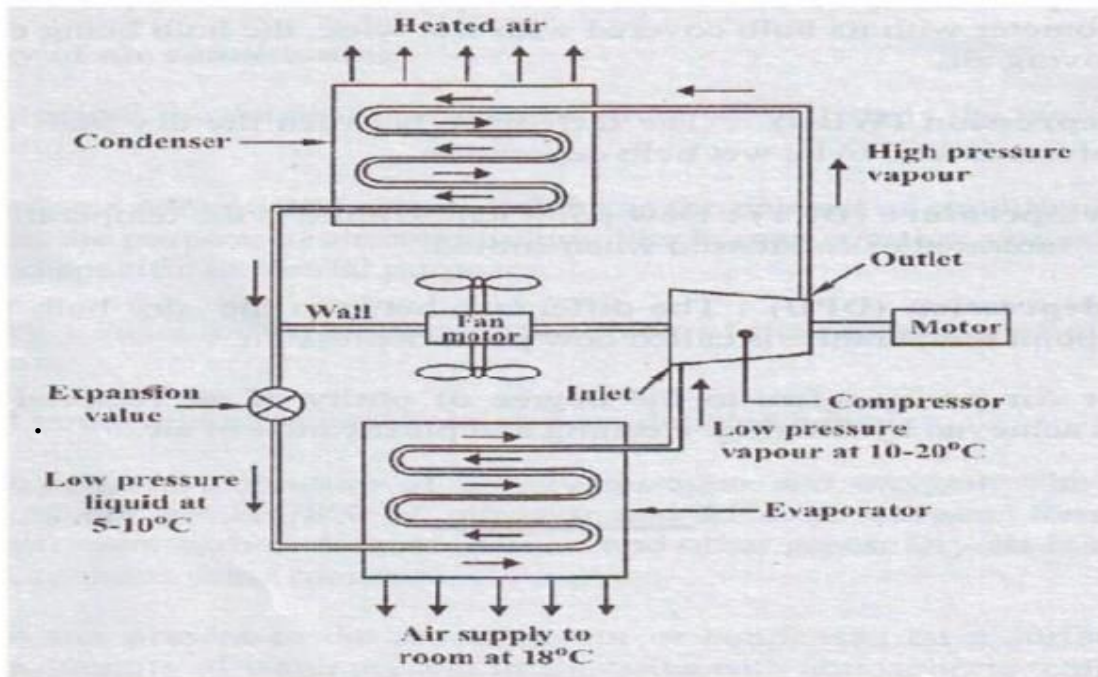 Heated air
Condenser
High pressure
vapour
Outlet
Wall
Fan
motor
Motor
Inlet
Expansion
value
Compressor
Low pressure
vapour at 10-20°C
Low pressure
liquid at
5-10°C
Evaporator
Air supply to
room at 18°C